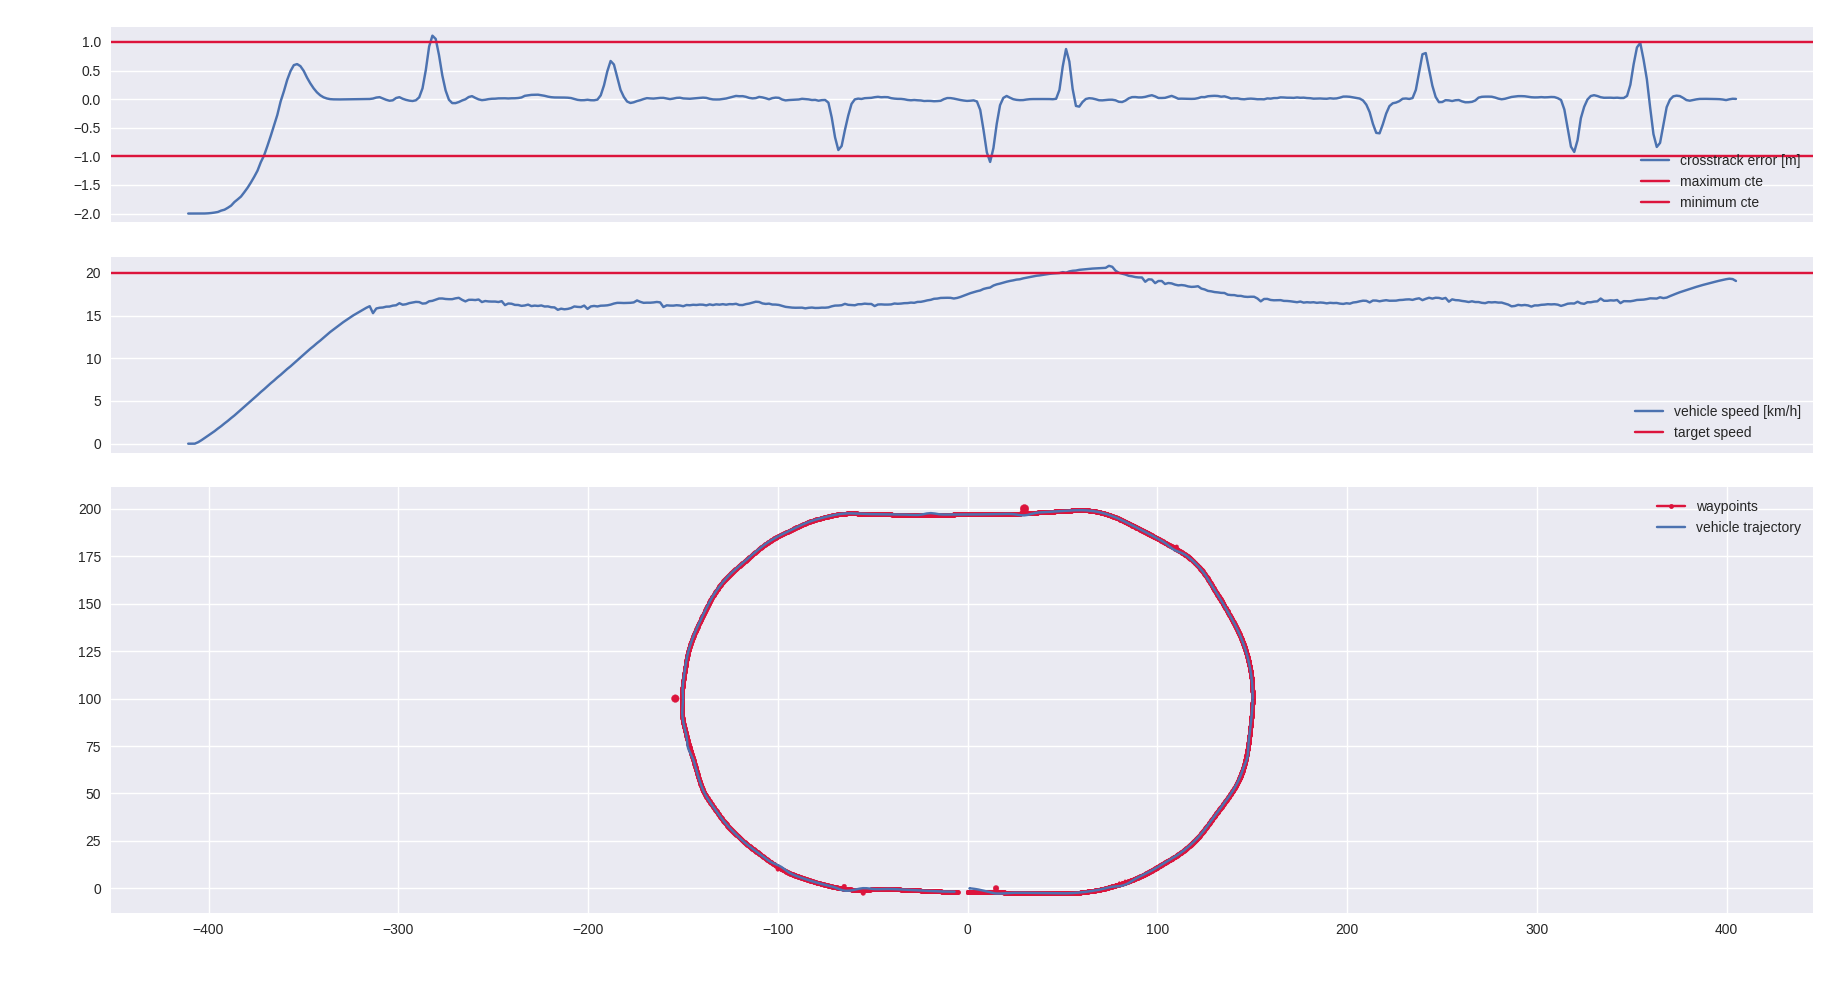 1.0
0.5
0.0
−0.5
−1.0
−1.5
−2.0
crosstrack error [m]
maximum cte
minimum cte
20
15
10
5
0
vehicle speed [km/h]
target speed
200
175
150
125
100
75
50
25
0
waypoints
vehicle trajectory
−400 −300 −200 −100 0 100 200 300 400